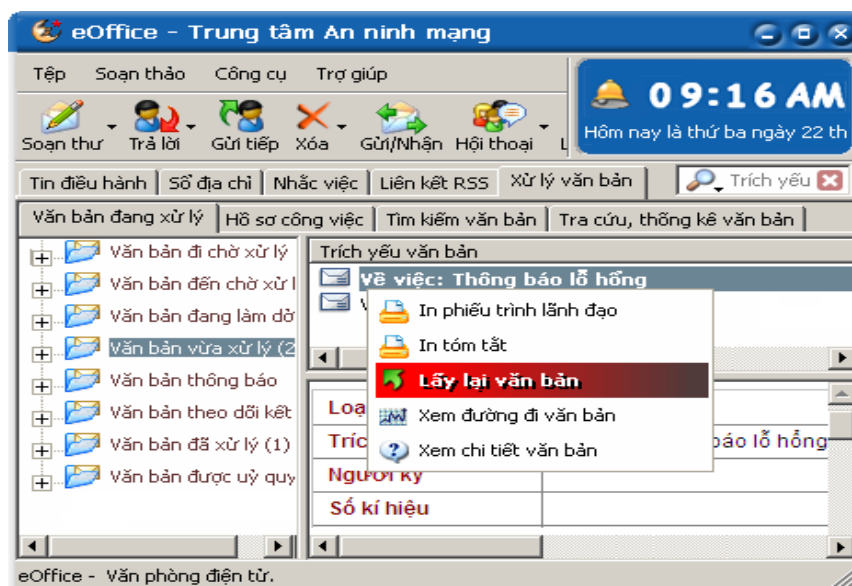 eOffice - Trung tâm An ninh mạng
Tệp Soạn thảo Công cụ Trợ giúp
09:16 AM
Hôm nay là thứ ba ngày 22 th
Soạn thư Trả lời Gửi tiếp Xóa Gửi/Nhận Hội thoại L
Tin điều hành Sổ địa chỉ Nhắc việc Liên kết RSS Xử lý văn bản Trích yếu
Văn bản đang xử lý Hồ sơ công việc Tìm kiếm văn bản Tra cứu, thống kê văn bản
Văn bản đi chờ xử lý
Văn bản đến chờ xử l
Văn bản đang làm dở
Văn bản vừa xử lý (2
Văn bản thông báo
Văn bản theo dõi kết
Văn bản đã xử lý (1)
Văn bản được uỷ quy
Trích yếu văn bản
Về việc: Thông báo lỗ hổng
V
In phiếu trình lãnh đạo
In tóm tắt
Lấy lại văn bản
Xem đường đi văn bản
Xem chi tiết văn bản
Loạ
Tríc báo lỗ hổng
Người ký
Số kí hiệu
eOffice - Văn phòng điện tử.